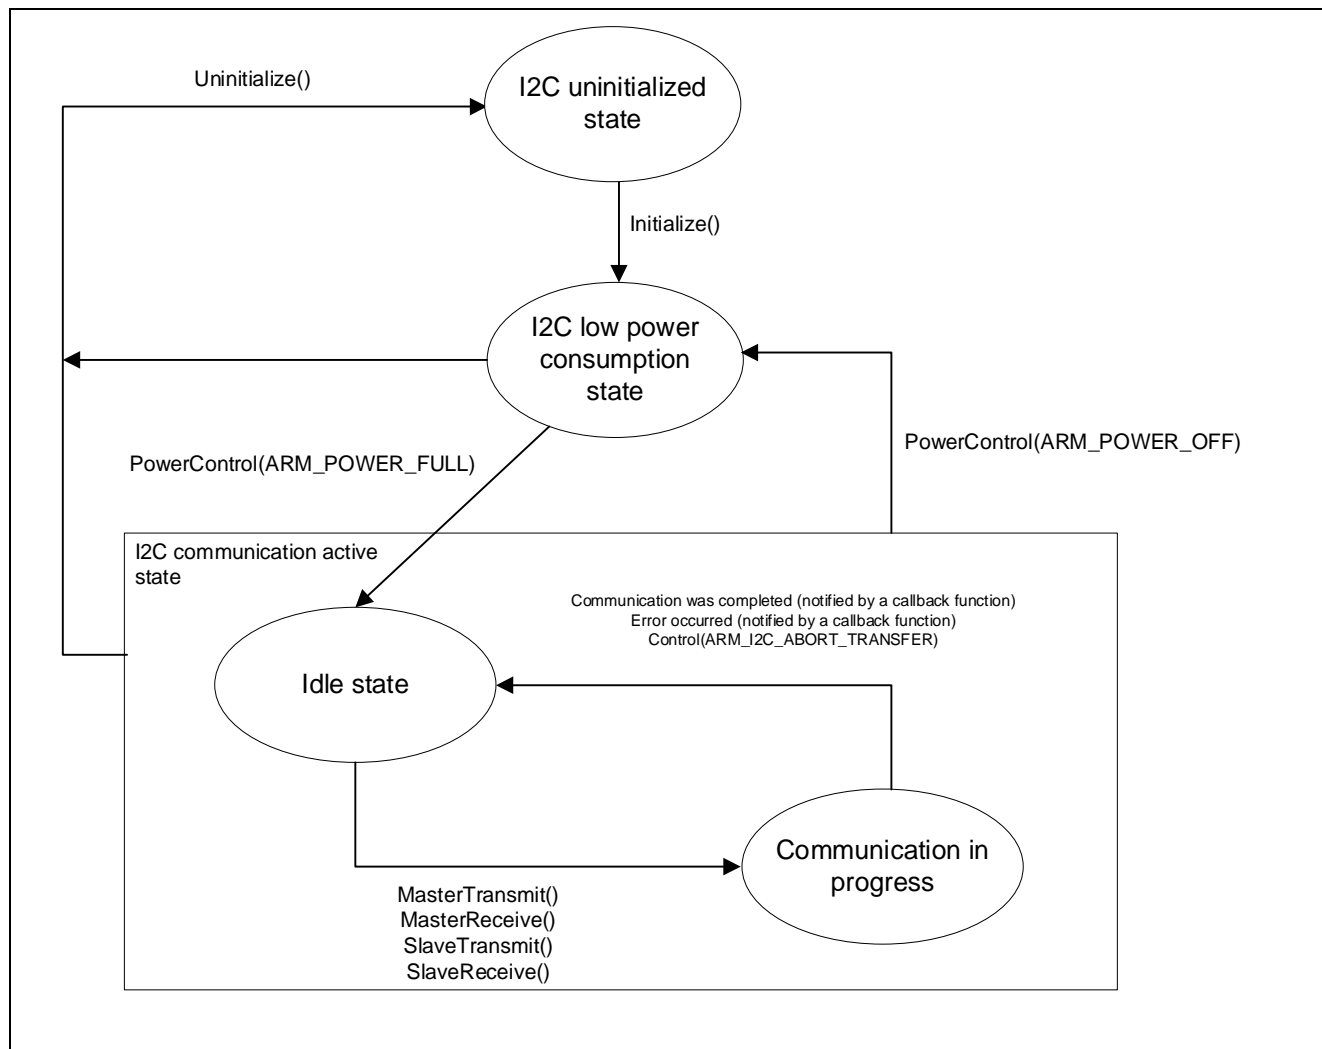 Uninitialize()
I2C uninitialized
state
Initialize()
I2C low power
consumption
state
PowerControl(ARM_POWER_OFF)
PowerControl(ARM_POWER_FULL)
I2C communication active
state
Communication was completed (notified by a callback function)
Error occurred (notified by a callback function)
Control(ARM_I2C_ABORT_TRANSFER)
Idle state
Communication in
progress
MasterTransmit()
MasterReceive()
SlaveTransmit()
SlaveReceive()